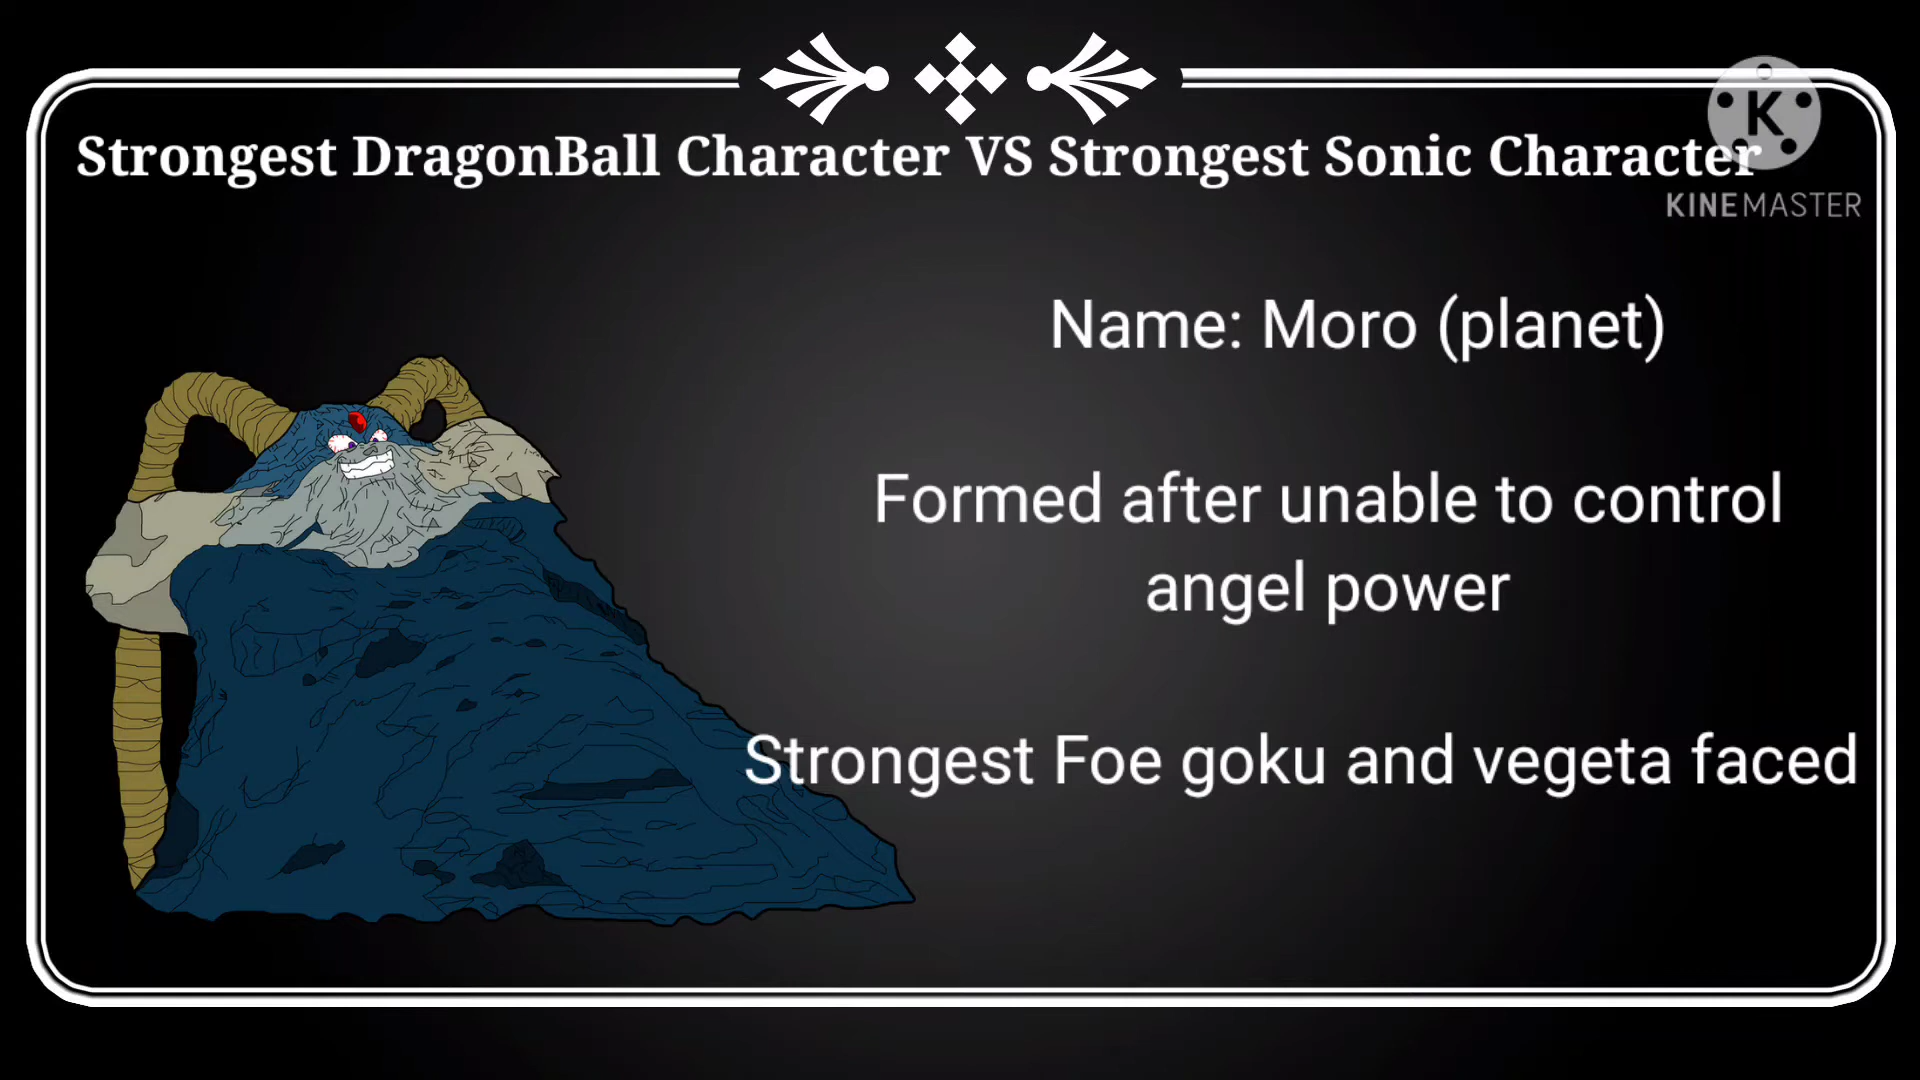 Strongest DragonBall Character VS Strongest Sonic Character
K
KINEMASTER
Name: Moro (planet)
Formed after unable to control
angel power
Strongest Foe goku and vegeta faced